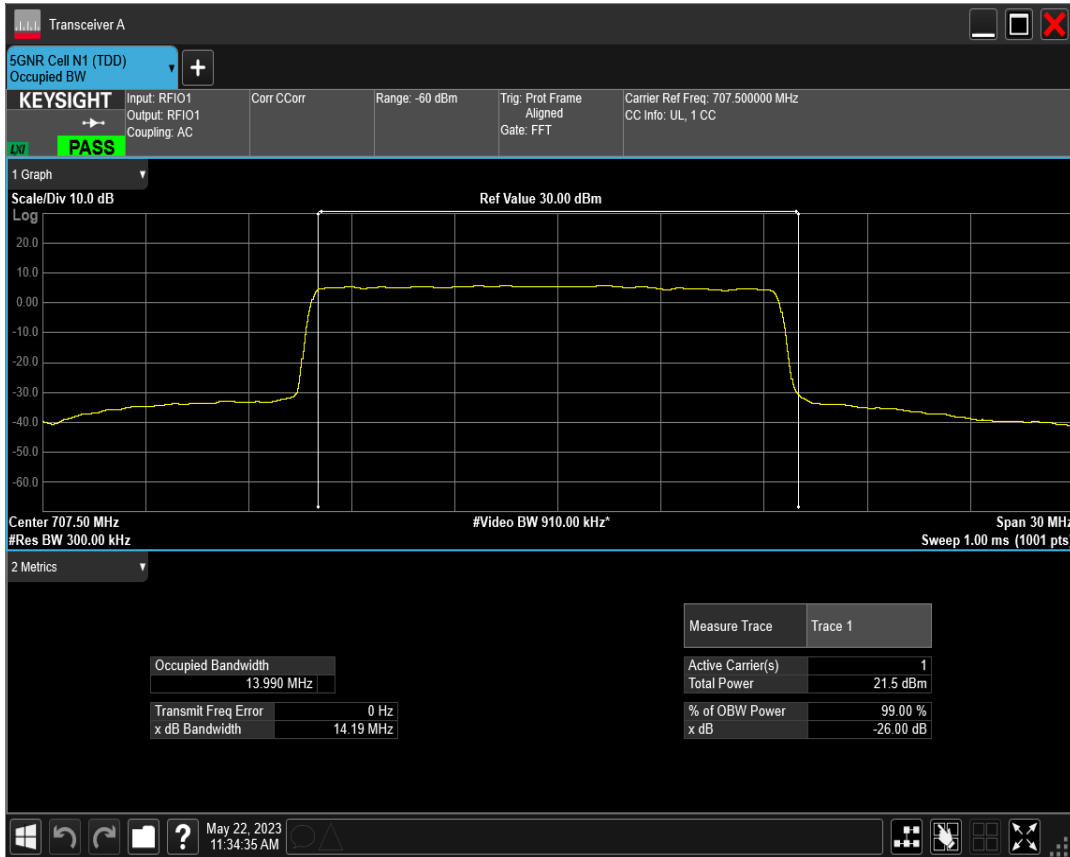 Transceiver A
5GNR Cell N1 (TDD)
Occupied BW
+
KEYSIGHT
LXI
PASS
Input: RFIO1
Output: RFIO1
Coupling: AC
Corr CCorr
Range: -60 dBm
Trig: Prot Frame
Aligned
Gate: FFT
Carrier Ref Freq: 707.500000 MHz
CC Info: UL, 1 CC
1 Graph
Scale/Div 10.0 dB
Ref Value 30.00 dBm
Log
20.0
10.0
0.00
-10.0
-20.0
-30.0
-40.0
-50.0
-60.0
Center 707.50 MHz
#Video BW 910.00 kHz*
Span 30 MHz
#Res BW 300.00 kHz
Sweep 1.00 ms (1001 pts)
2 Metrics
Measure Trace Trace 1
Occupied Bandwidth
13.990 MHz
Active Carrier(s) 1
Total Power 21.5 dBm
Transmit Freq Error 0 Hz
x dB Bandwidth 14.19 MHz
% of OBW Power 99.00 %
x dB -26.00 dB
?
May 22, 2023
11:34:35 AM